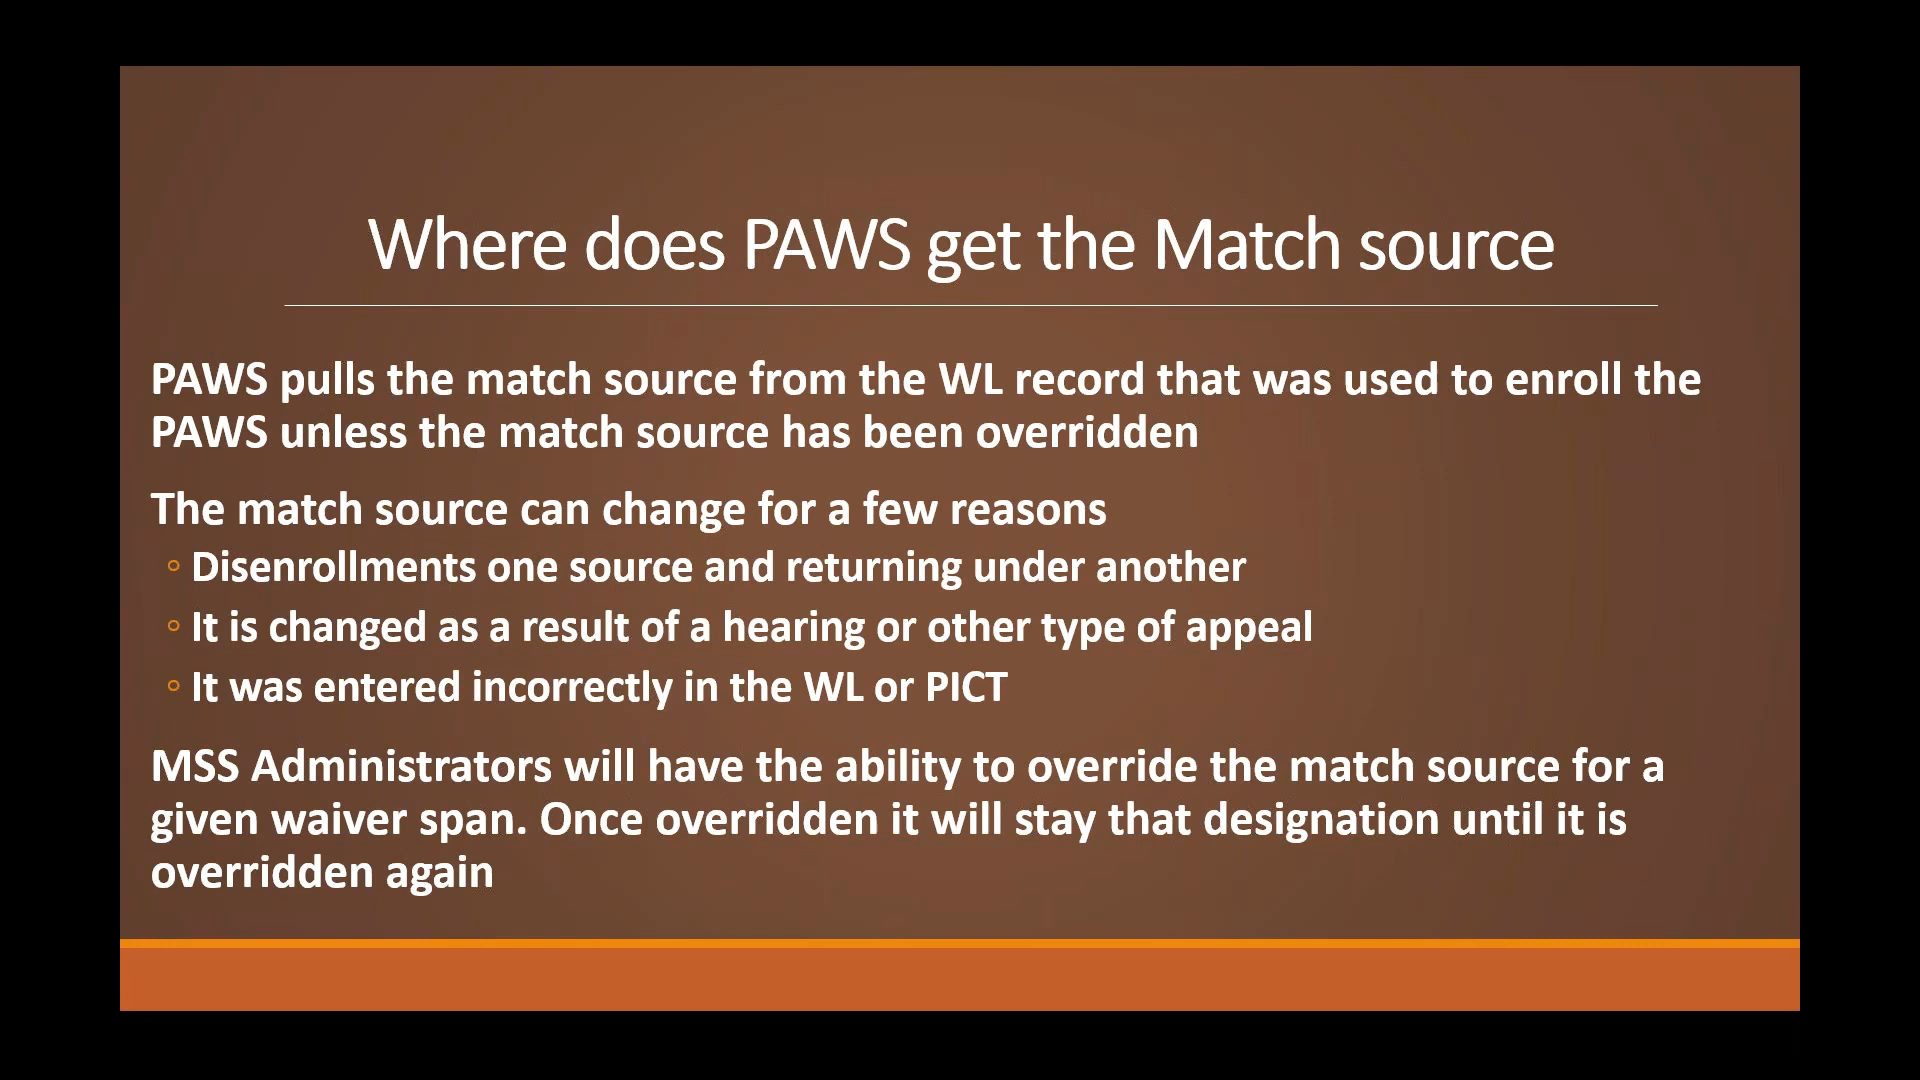 Where does PAWS get the Match source
PAWS pulls the match source from the WL record that was used to enroll the
PAWS unless the match source has been overridden
The match source can change for a few reasons
◦ Disenrollments one source and returning under another
◦ It is changed as a result of a hearing or other type of appeal
◦ It was entered incorrectly in the WL or PICT
MSS Administrators will have the ability to override the match source for a
given waiver span. Once overridden it will stay that designation until it is
overridden again